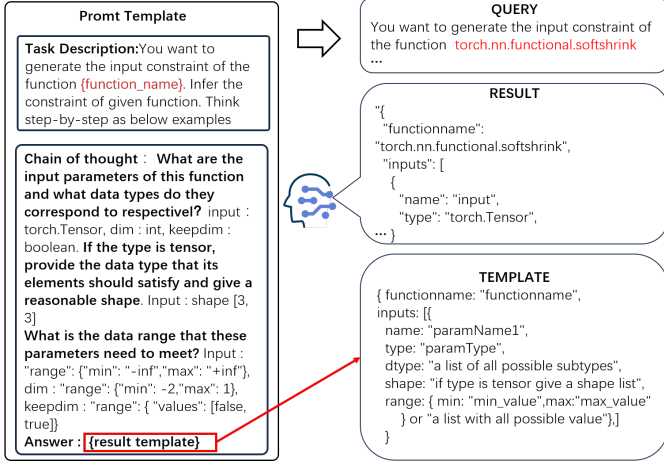 Promt Template
Task Description:You want to
generate the input constraint of the
function {function_name}. Infer the
constraint of given function. Think
step-by-step as below examples
Chain of thought： What are the
input parameters of this function
and what data types do they
correspond to respectivel? input :
torch.Tensor, dim : int, keepdim :
boolean. If the type is tensor,
provide the data type that its
elements should satisfy and give a
reasonable shape. Input : shape [3,
3]
What is the data range that these
parameters need to meet? Input :
"range": {"min": "-inf","max": "+inf"},
dim : "range": {"min": -2,"max": 1},
keepdim : "range": { "values": [false,
true]}
Answer : {result template}
QUERY
You want to generate the input constraint of
the function torch.nn.functional.softshrink
...
RESULT
"{
"functionname":
"torch.nn.functional.softshrink",
"inputs": [
{
"name": "input",
"type": "torch.Tensor",
... }
TEMPLATE
{ functionname: "functionname",
inputs: [{
name: "paramName1",
type: "paramType",
dtype: "a list of all possible subtypes",
shape: "if type is tensor give a shape list",
range: { min: "min_value",max:"max_value"
} or "a list with all possible value"},]
}